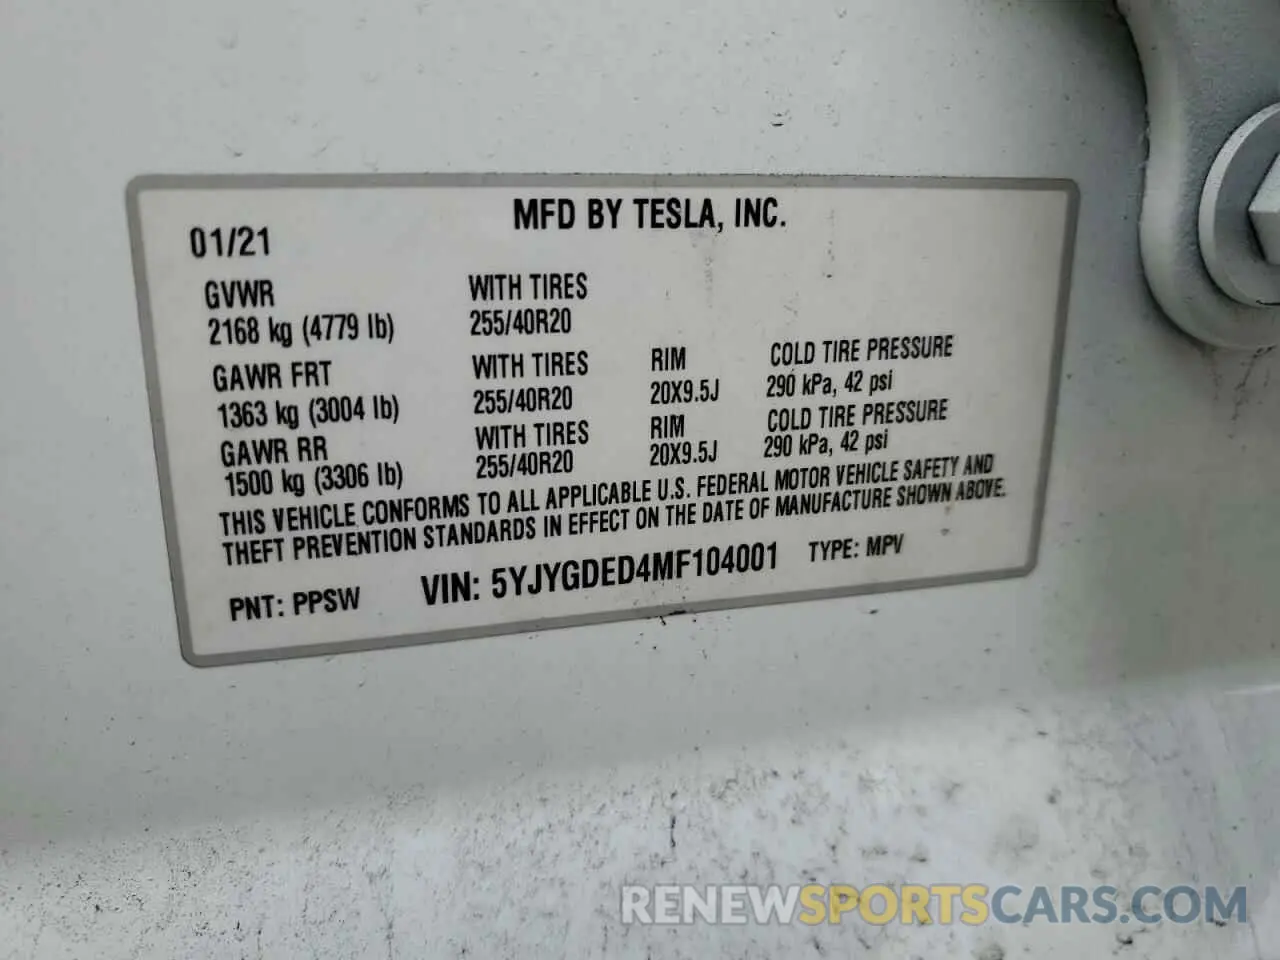 MFD BY TESLA, INC.
01/21
GVWR WITH TIRES
2168 kg (4779 lb) 255/40R20
GAWR FRT WITH TIRES RIM COLD TIRE PRESSURE
1363 kg (3004 lb) 255/40R20 20X9.5J 290 kPa, 42 psi
GAWR RR WITH TIRES RIM COLD TIRE PRESSURE
1500 kg (3306 lb) 255/40R20 20X9.5J 290 kPa, 42 psi
THIS VEHICLE CONFORMS TO ALL APPLICABLE U.S. FEDERAL MOTOR VEHICLE SAFETY AND
THEFT PREVENTION STANDARDS IN EFFECT ON THE DATE OF MANUFACTURE SHOWN ABOVE.
PNT: PPSW VIN: 5YJYGDED4MF104001 TYPE: MPV
RENEWSPORTSCARS.COM